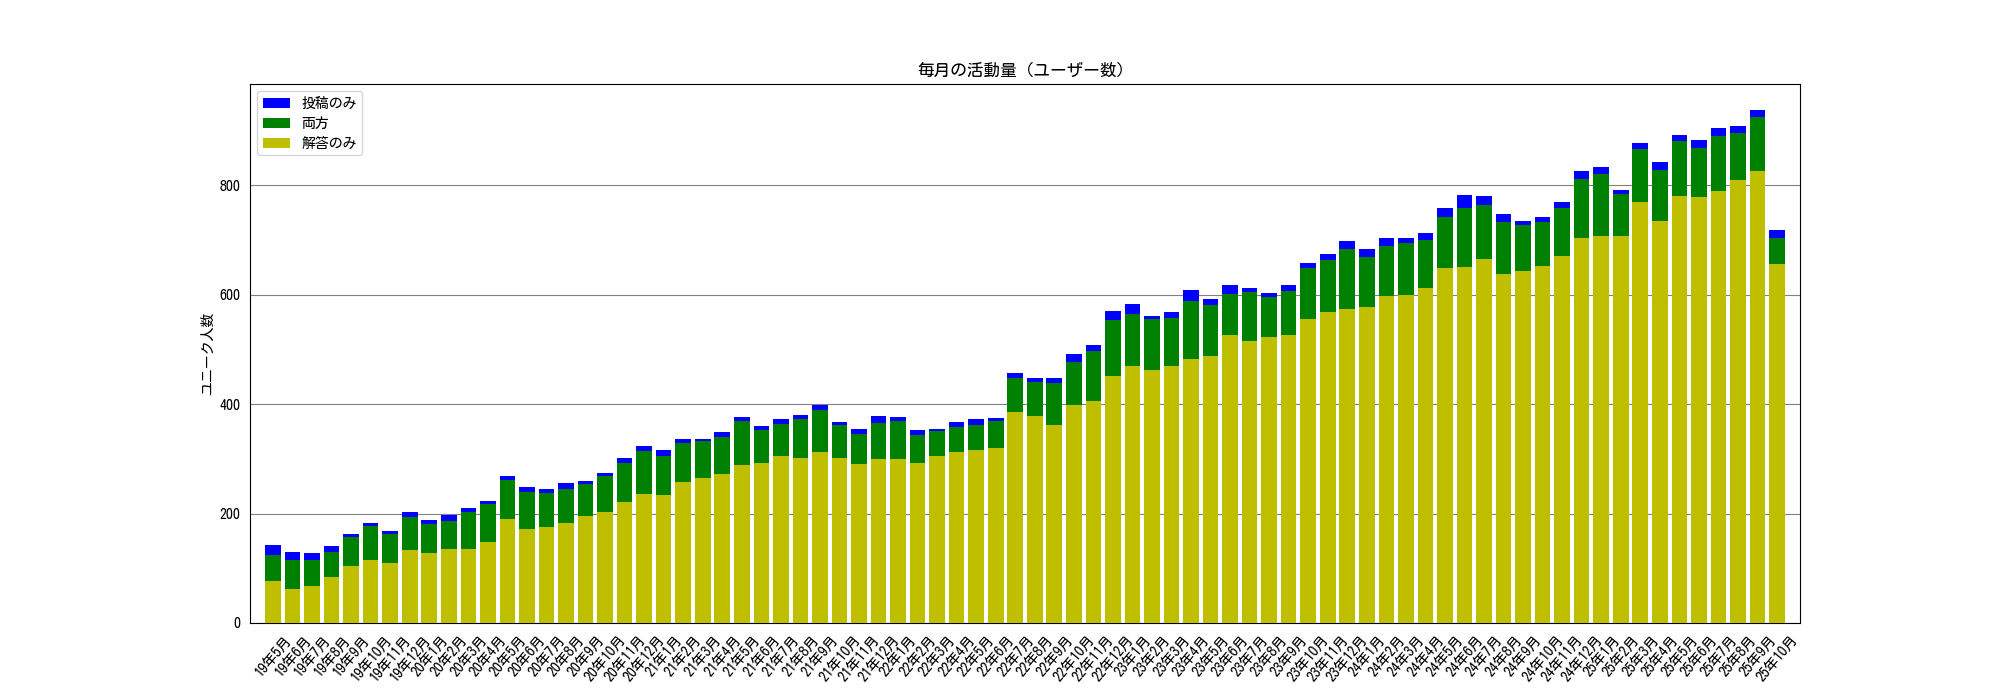 毎月の活動量（ユーザー数）
投稿のみ
両方
解答のみ
ユニーク人数
800
600
400
200
0
19年5月
19年6月
19年7月
19年8月
19年9月
19年10月
19年11月
19年12月
20年1月
20年2月
20年3月
20年4月
20年5月
20年6月
20年7月
20年8月
20年9月
20年10月
20年11月
20年12月
21年1月
21年2月
21年3月
21年4月
21年5月
21年6月
21年7月
21年8月
21年9月
21年10月
21年11月
21年12月
22年1月
22年2月
22年3月
22年4月
22年5月
22年6月
22年7月
22年8月
22年9月
22年10月
22年11月
22年12月
23年1月
23年2月
23年3月
23年4月
23年5月
23年6月
23年7月
23年8月
23年9月
23年10月
23年11月
23年12月
24年1月
24年2月
24年3月
24年4月
24年5月
24年6月
24年7月
24年8月
24年9月
24年10月
24年11月
24年12月
25年1月
25年2月
25年3月
25年4月
25年5月
25年6月
25年7月
25年8月
25年9月
25年10月